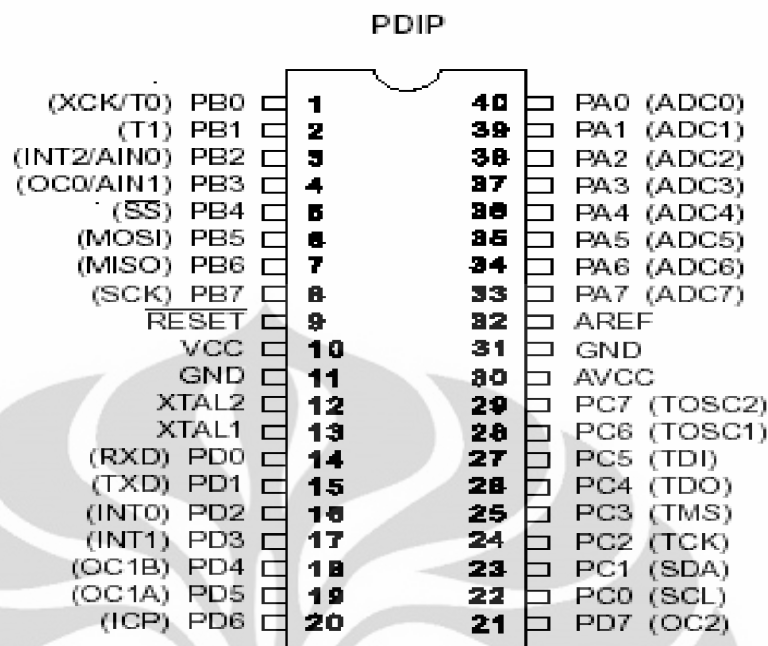 PDIP
(XCK/T0) PB0 1 40 PA0 (ADC0)
(T1) PB1 2 39 PA1 (ADC1)
(INT2/AIN0) PB2 3 38 PA2 (ADC2)
(OC0/AIN1) PB3 4 37 PA3 (ADC3)
(SS) PB4 5 36 PA4 (ADC4)
(MOSI) PB5 6 35 PA5 (ADC5)
(MISO) PB6 7 34 PA6 (ADC6)
(SCK) PB7 8 33 PA7 (ADC7)
RESET 9 32 AREF
VCC 10 31 GND
GND 11 30 AVCC
XTAL2 12 29 PC7 (TOSC2)
XTAL1 13 28 PC6 (TOSC1)
(RXD) PD0 14 27 PC5 (TDI)
(TXD) PD1 15 26 PC4 (TDO)
(INT0) PD2 16 25 PC3 (TMS)
(INT1) PD3 17 24 PC2 (TCK)
(OC1B) PD4 18 23 PC1 (SDA)
(OC1A) PD5 19 22 PC0 (SCL)
(ICP) PD6 20 21 PD7 (OC2)